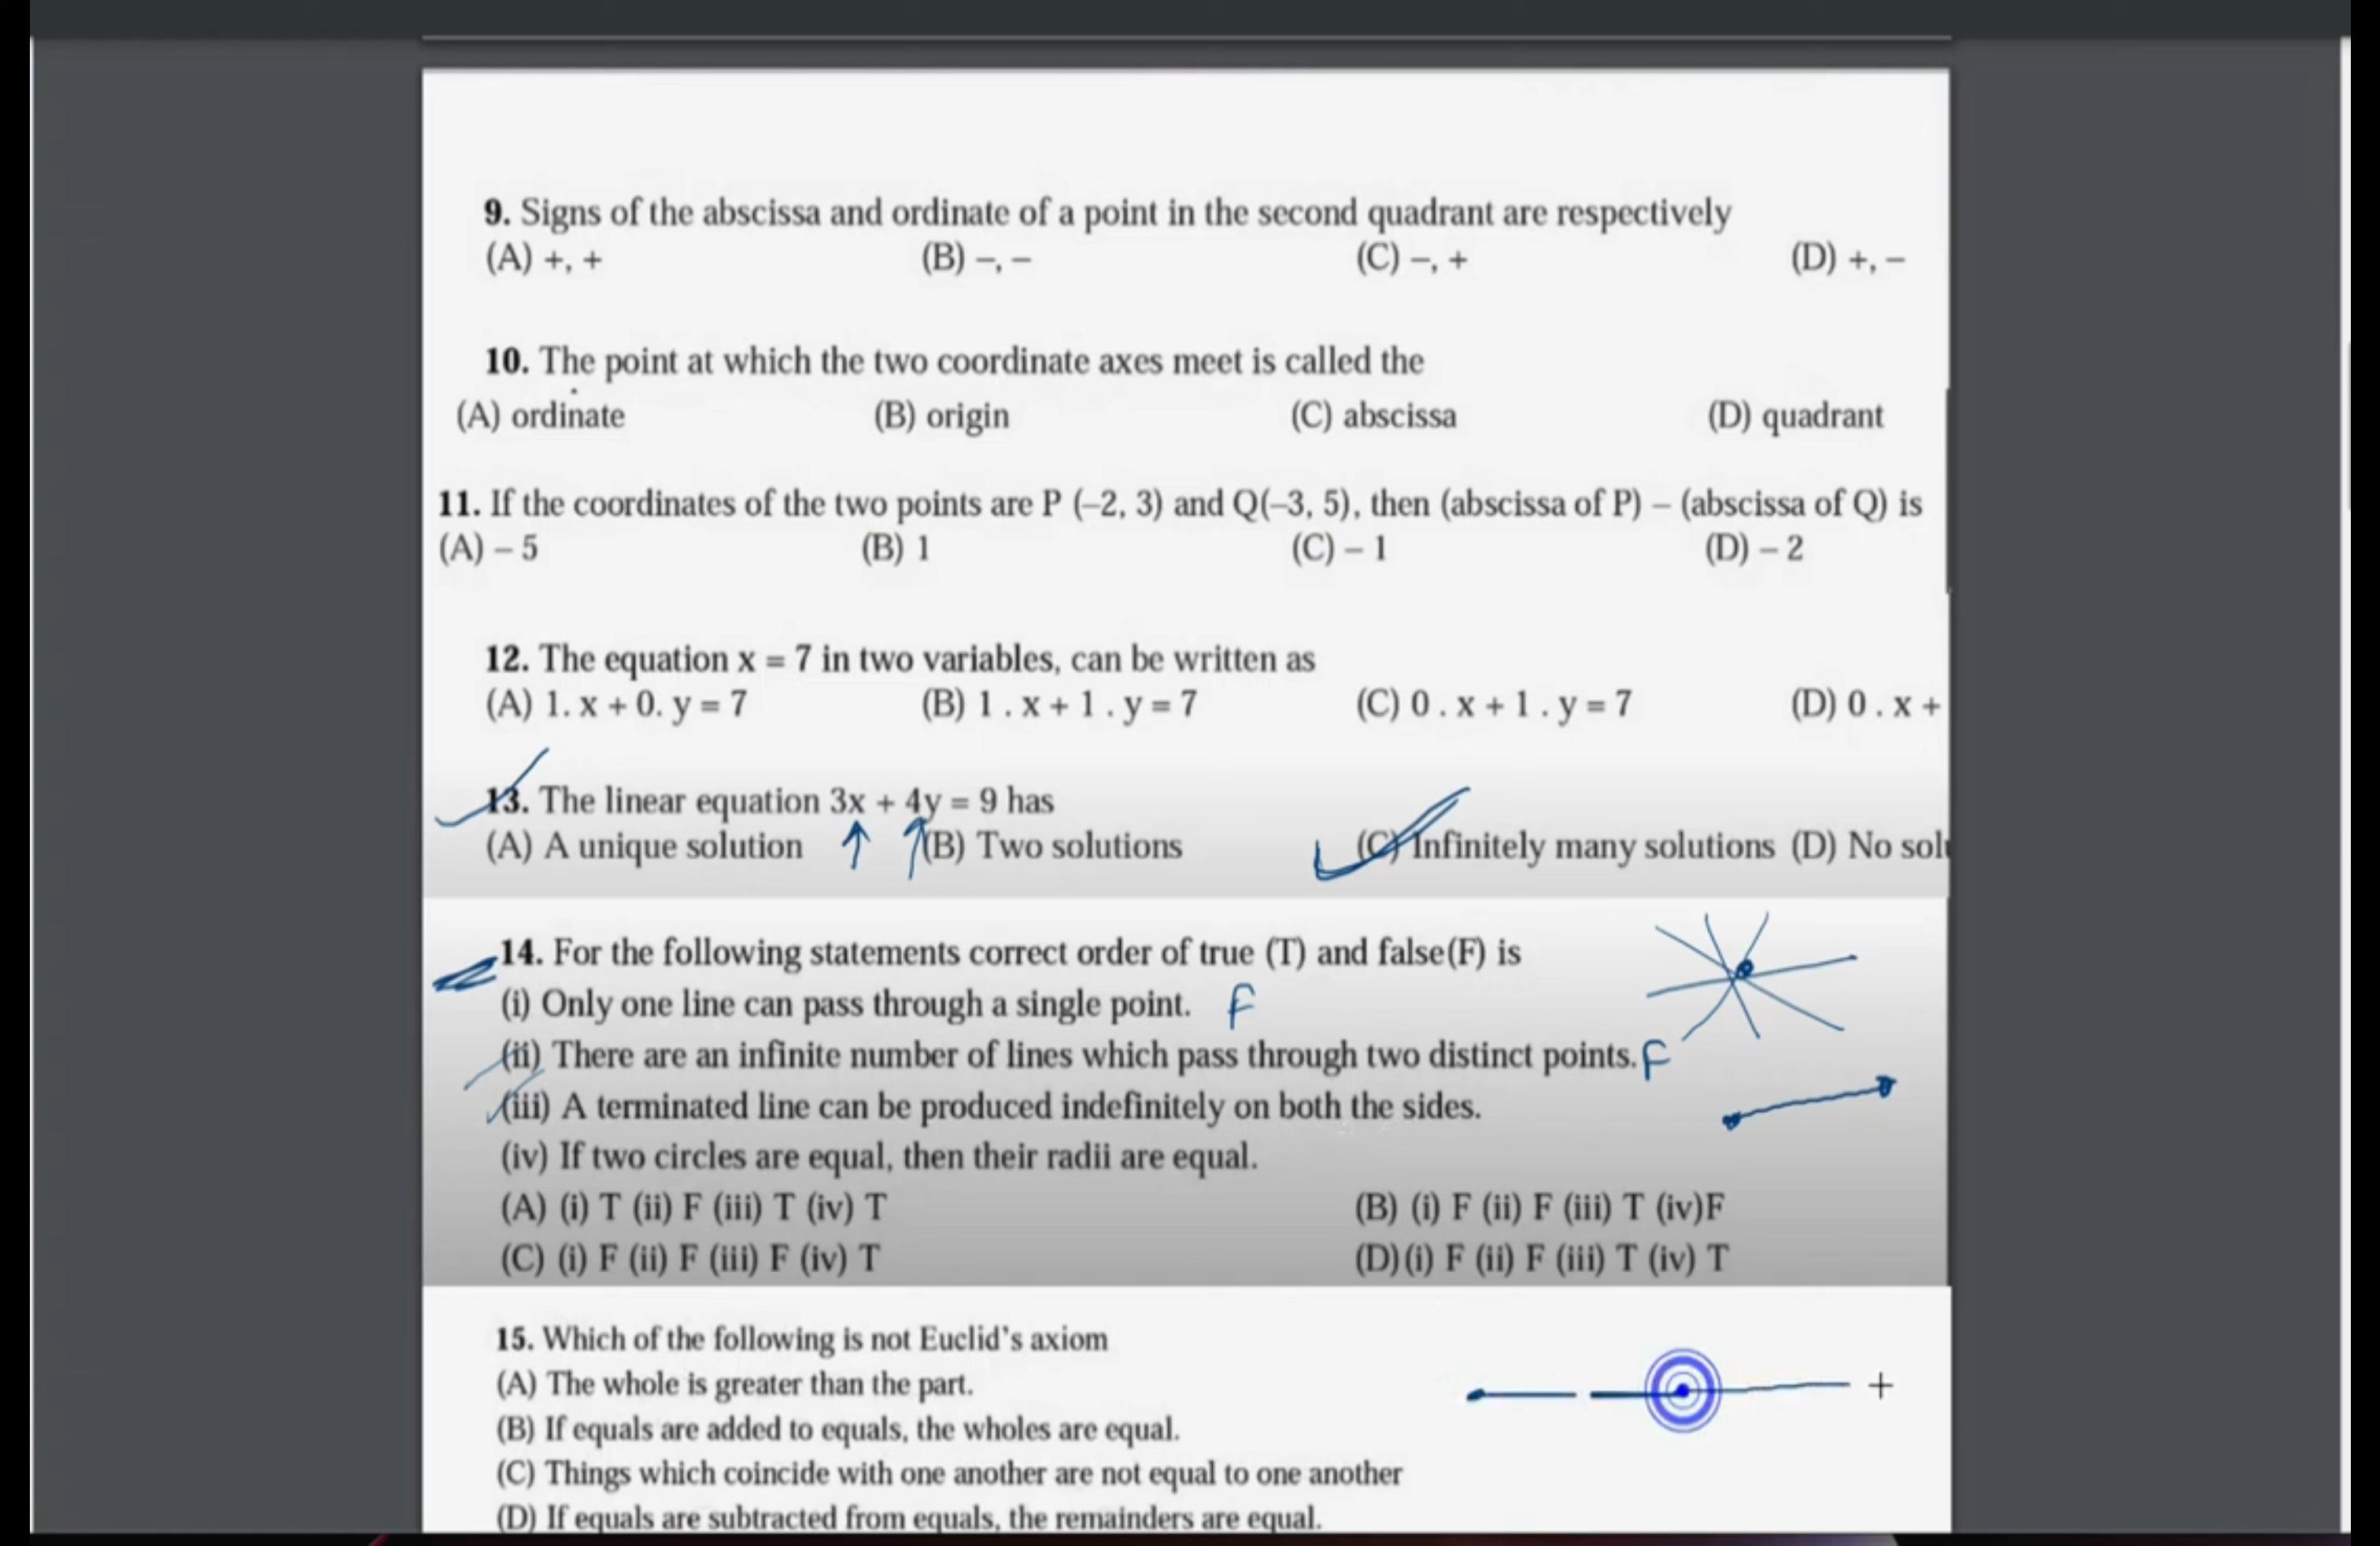 9. Signs of the abscissa and ordinate of a point in the second quadrant are respectively
(A) +, + (B) –, – (C) –, + (D) +, –
10. The point at which the two coordinate axes meet is called the
(A) ordinate (B) origin (C) abscissa (D) quadrant
11. If the coordinates of the two points are P (–2, 3) and Q(–3, 5), then (abscissa of P) – (abscissa of Q) is
(A) – 5 (B) 1 (C) – 1 (D) – 2
12. The equation x = 7 in two variables, can be written as
(A) 1. x + 0. y = 7 (B) 1 . x + 1 . y = 7 (C) 0 . x + 1 . y = 7 (D) 0 . x +
13. The linear equation 3x + 4y = 9 has
(A) A unique solution (B) Two solutions (C) Infinitely many solutions (D) No sol
14. For the following statements correct order of true (T) and false(F) is
(i) Only one line can pass through a single point. F
(ii) There are an infinite number of lines which pass through two distinct points. F
(iii) A terminated line can be produced indefinitely on both the sides.
(iv) If two circles are equal, then their radii are equal.
(A) (i) T (ii) F (iii) T (iv) T (B) (i) F (ii) F (iii) T (iv)F
(C) (i) F (ii) F (iii) F (iv) T (D) (i) F (ii) F (iii) T (iv) T
15. Which of the following is not Euclid's axiom
(A) The whole is greater than the part.
(B) If equals are added to equals, the wholes are equal.
(C) Things which coincide with one another are not equal to one another
(D) If equals are subtracted from equals, the remainders are equal.